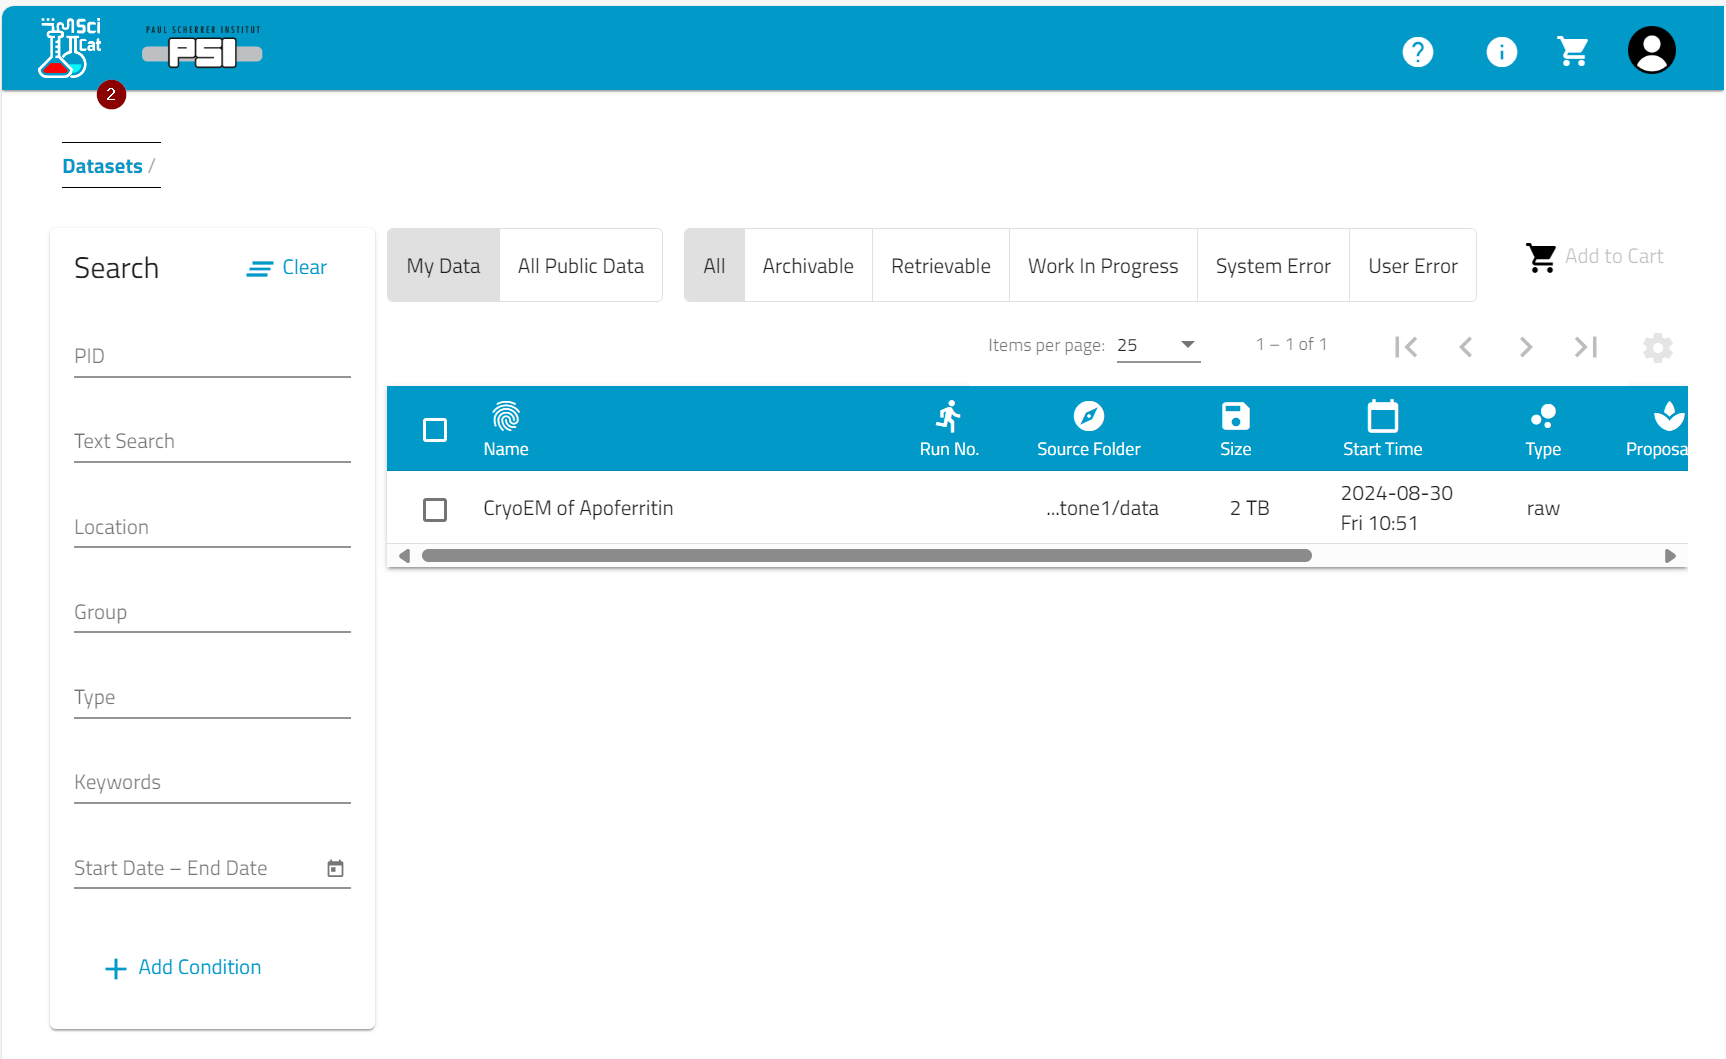 Sci
Cat
PAUL SCHERRER INSTITUT
PSI
2
Datasets /
Search
Clear
PID
Text Search
Location
Group
Type
Keywords
Start Date – End Date
Add Condition
My Data
All Public Data
All
Archivable
Retrievable
Work In Progress
System Error
User Error
Add to Cart
Items per page: 25
1 – 1 of 1
Name
Run No.
Source Folder
Size
Start Time
Type
Proposa
CryoEM of Apoferritin
...tone1/data
2 TB
2024-08-30
Fri 10:51
raw